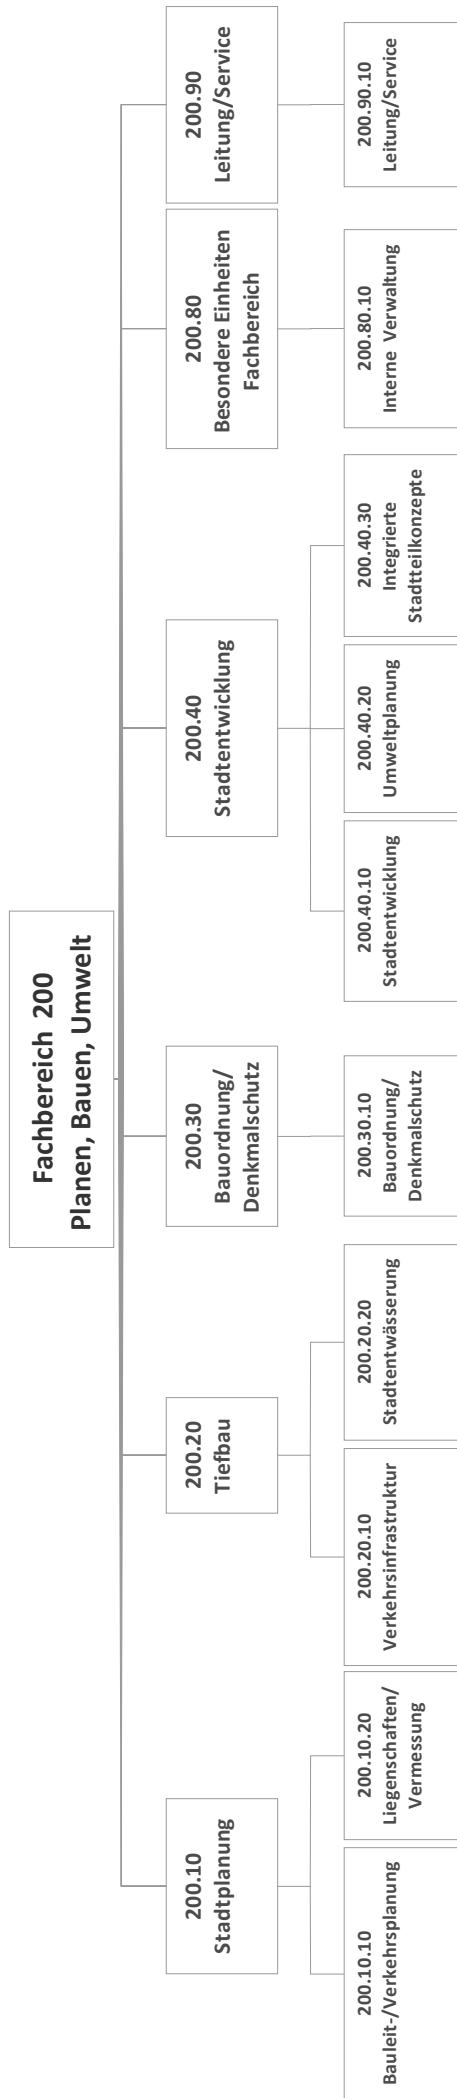 Fachbereich 200
Planen, Bauen, Umwelt
200.10
Stadtplanung
200.20
Tiefbau
200.30
Bauordnung/
Denkmalschutz
200.40
Stadtentwicklung
200.80
Besondere Einheiten
Fachbereich
200.90
Leitung/Service
200.10.10
Bauleit-/Verkehrsplanung
200.10.20
Liegenschaften/
Vermessung
200.20.10
Verkehrsinfrastruktur
200.20.20
Stadtentwässerung
200.30.10
Bauordnung/
Denkmalschutz
200.40.10
Stadtentwicklung
200.40.20
Umweltplanung
200.40.30
Integrierte
Stadtteilkonzepte
200.80.10
Interne Verwaltung
200.90.10
Leitung/Service